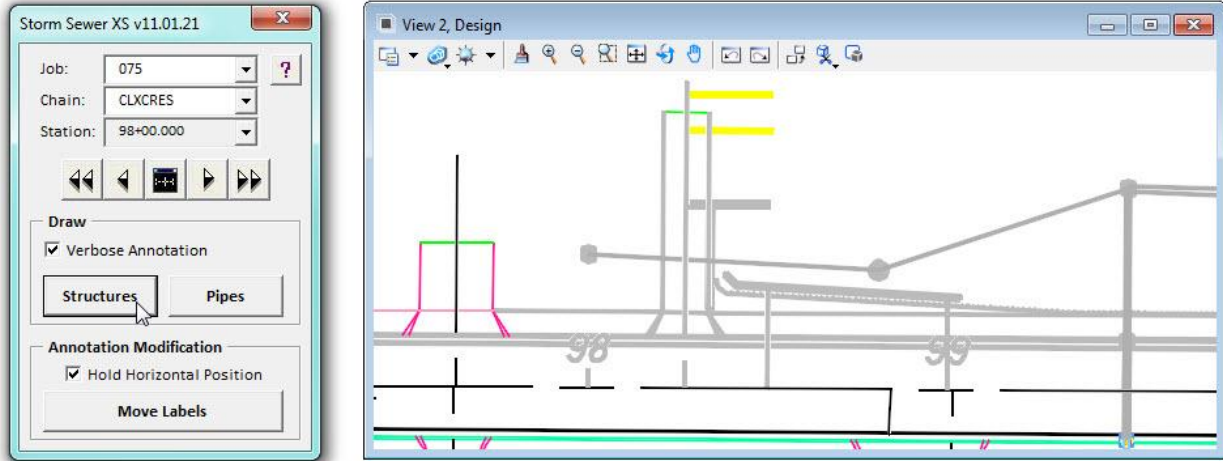 Storm Sewer XS v11.01.21
Job: 075
?
Chain: CLXCRES
Station: 98+00.000
Draw
Verbose Annotation
Structures Pipes
Annotation Modification
Hold Horizontal Position
Move Labels
View 2, Design
98 99